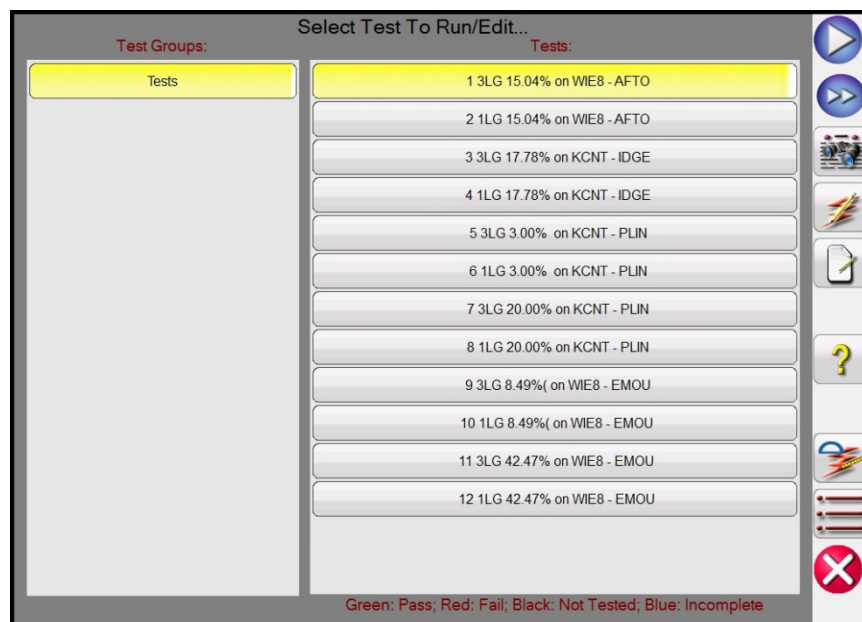 Select Test To Run/Edit...
Test Groups:
Tests:
Tests
1 3LG 15.04% on WIE8 - AFTO
2 1LG 15.04% on WIE8 - AFTO
3 3LG 17.78% on KCNT - IDGE
4 1LG 17.78% on KCNT - IDGE
5 3LG 3.00%  on KCNT - PLIN
6 1LG 3.00%  on KCNT - PLIN
7 3LG 20.00% on KCNT - PLIN
8 1LG 20.00% on KCNT - PLIN
9 3LG 8.49%( on WIE8 - EMOU
10 1LG 8.49%( on WIE8 - EMOU
11 3LG 42.47% on WIE8 - EMOU
12 1LG 42.47% on WIE8 - EMOU
Green: Pass; Red: Fail; Black: Not Tested; Blue: Incomplete